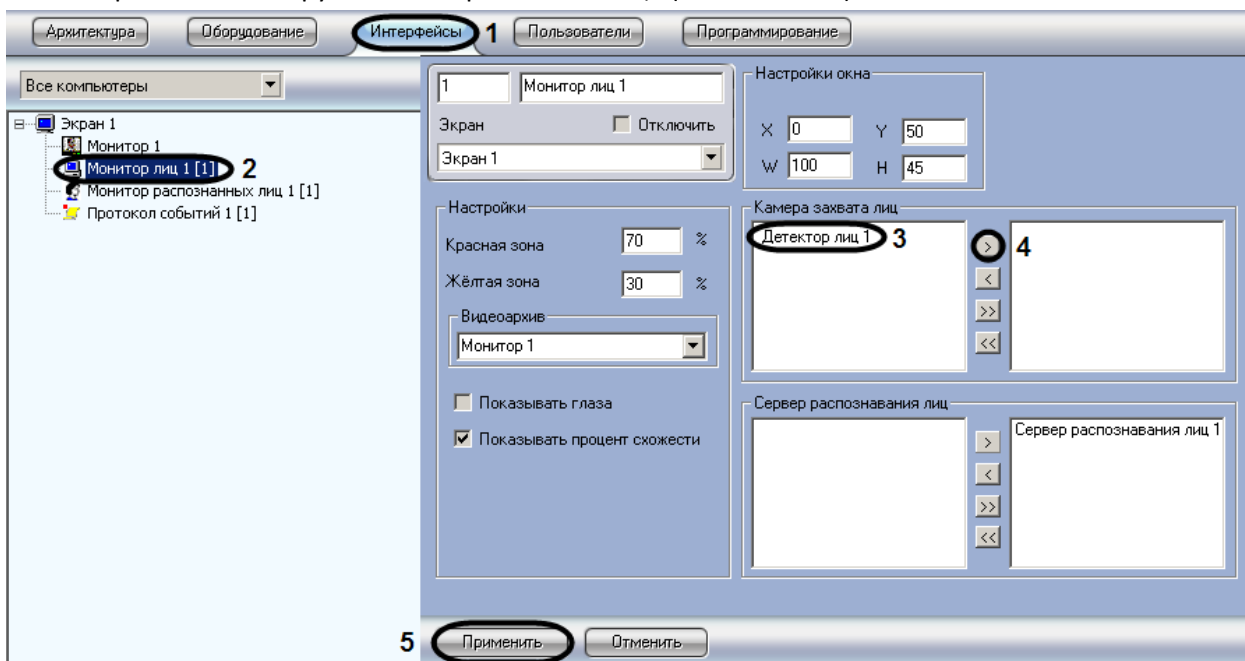 Архитектура Оборудование Интерфейсы 1 Пользователи Программирование
Все компьютеры
Экран 1
Монитор 1
Монитор лиц 1 [1] 2
Монитор распознанных лиц 1 [1]
Протокол событий 1 [1]
1 Монитор лиц 1
Экран Отключить
Экран 1
Настройки окна
X 0 Y 50
W 100 H 45
Настройки
Красная зона 70 %
Жёлтая зона 30 %
Видеоархив
Монитор 1
Показывать глаза
Показывать процент схожести
Камера захвата лиц
Детектор лиц 1 3 > 4
<
>>
<<
Сервер распознавания лиц
> Сервер распознавания лиц 1
<
>>
<<
5 Применить Отменить